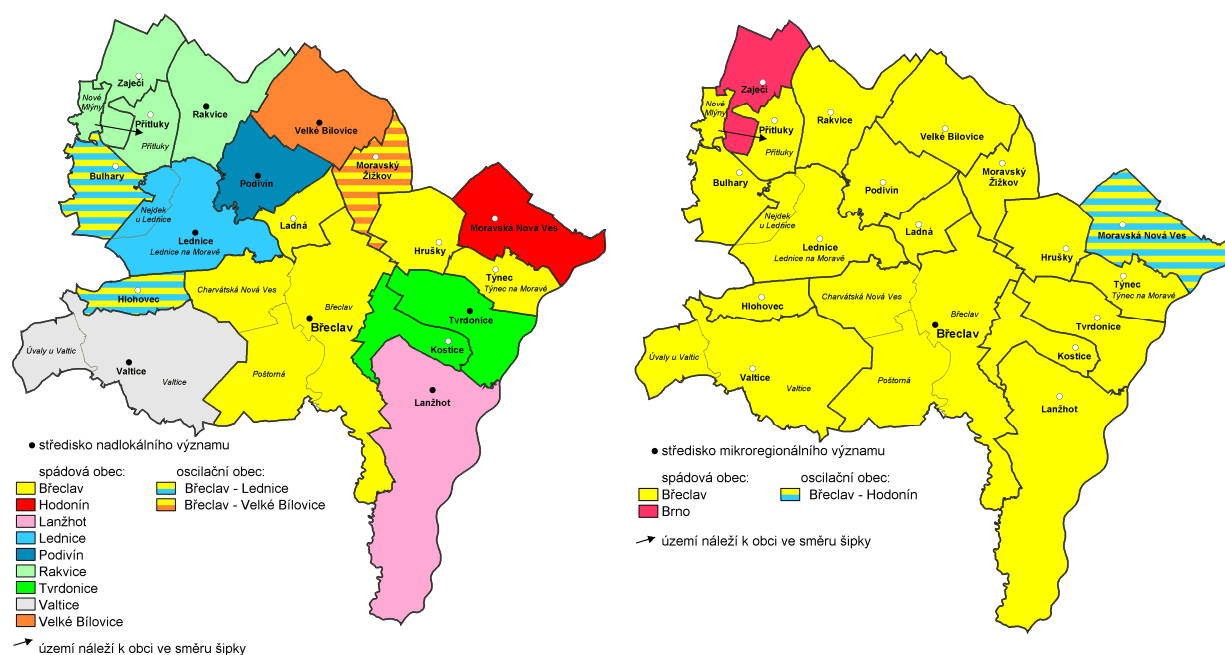 Zaječí
Nové
Mlýny
Přítluky
Přítluky
Rakvice
Velké Bílovice
Bulhary
Podivín
Moravský
Žižkov
Nejdek
u Lednice
Lednice
Lednice na Moravě
Ladná
Hrušky
Moravská Nová Ves
Týnec
Týnec na Moravě
Hlohovec
Charvátská Nová Ves
Břeclav
Břeclav
Tvrdonice
Kostice
Úvaly u Valtic
Valtice
Valtice
Poštorná
Lanžhot
středisko nadlokálního významu
spádová obec:
oscilační obec:
Břeclav
Břeclav - Lednice
Hodonín
Břeclav - Velké Bílovice
Lanžhot
Lednice
Podivín
Rakvice
Tvrdonice
Valtice
Velké Bílovice
území náleží k obci ve směru šipky
Zaječí
Nové
Mlýny
Přítluky
Přítluky
Rakvice
Velké Bílovice
Bulhary
Podivín
Moravský
Žižkov
Nejdek
u Lednice
Lednice
Lednice na Moravě
Ladná
Hrušky
Moravská Nová Ves
Týnec
Týnec na Moravě
Hlohovec
Charvátská Nová Ves
Břeclav
Břeclav
Tvrdonice
Kostice
Úvaly u Valtic
Valtice
Valtice
Poštorná
Lanžhot
středisko mikroregionálního významu
spádová obec:
oscilační obec:
Břeclav
Břeclav - Hodonín
Brno
území náleží k obci ve směru šipky